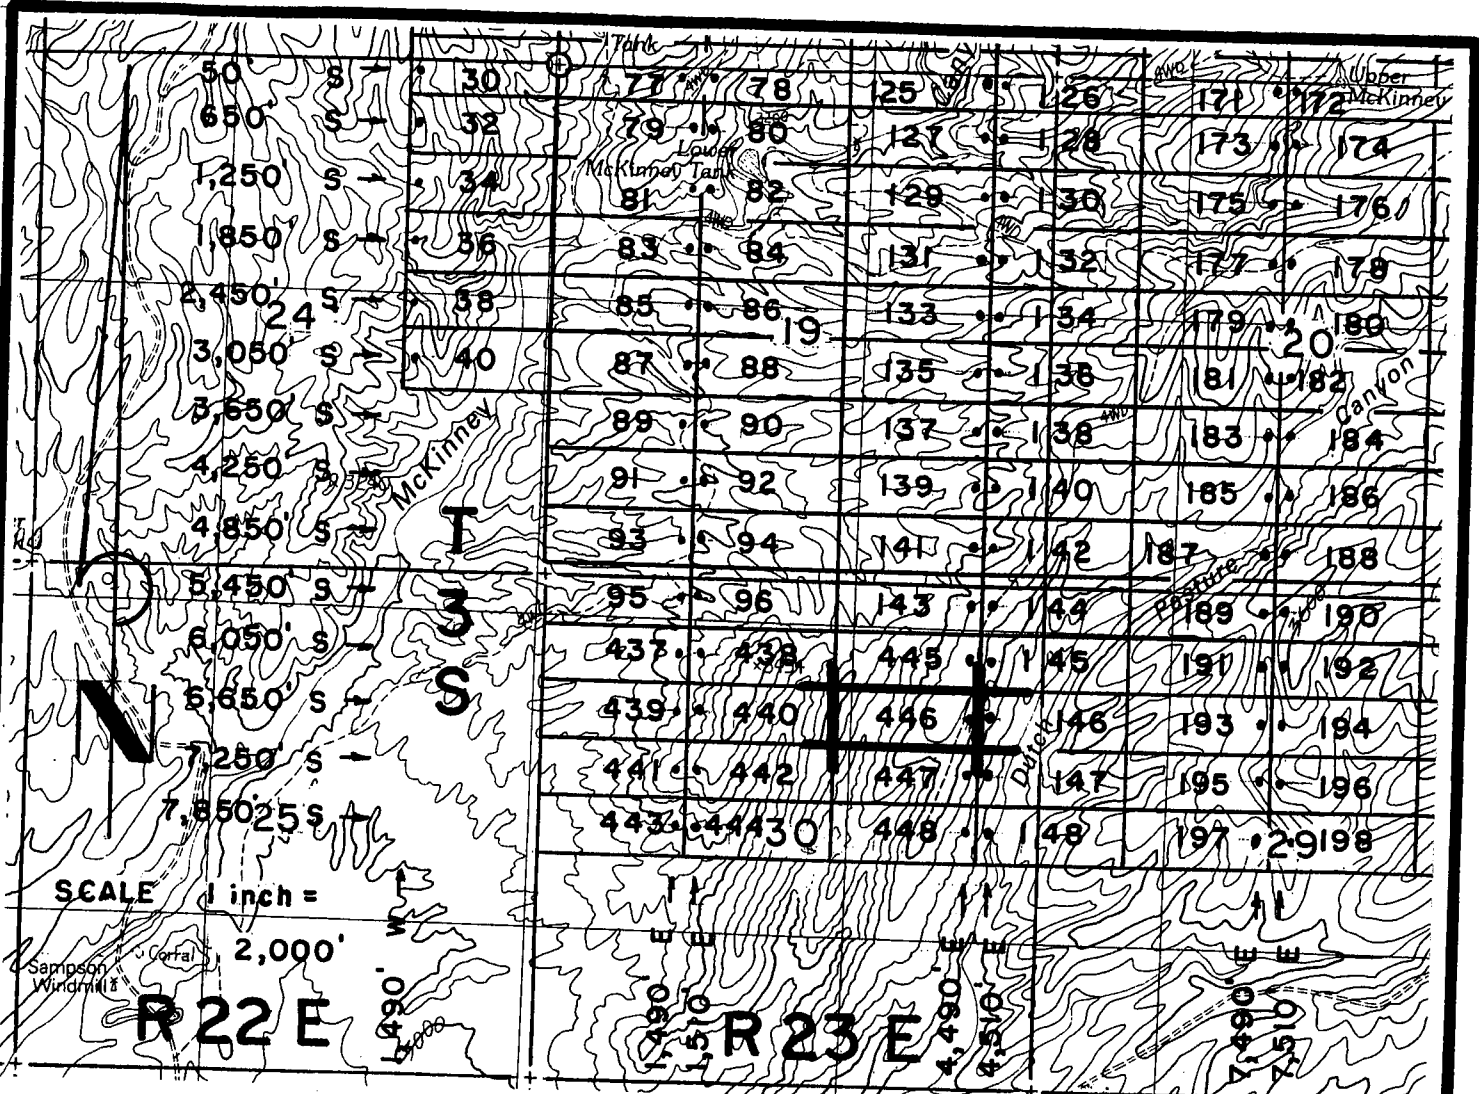 Tank
50' S 30 77 4WD 78 125 126 4WD 171 172 Upper McKinney
650' S 32 79 80 127 128 173 174
Lower McKinney Tank
1,250' S 34 81 82 129 130 175 176
4WD 4WD
1,850' S 36 83 84 131 132 177 178
2,450' S 38 85 86 133 134 179 180
24 19 20
3,050' S 40 87 88 135 136 181 182
Canyon
3,650' S 89 90 137 138 4WD 183 184
McKinney
4,250 S 91 92 139 140 185 186
4,850' S 93 94 141 142 187 188
T 3 S
Pasture
5,450' S 95 96 143 144 189 190
6,050' S 437 438 445 145 191 192
6,650' S 439 440 446 146 193 194
Dutch
N
7,250' S 441 442 447 147 195 196
7,850' S 443 444 448 148 197 198
25 30 29
SCALE 1 inch =
2,000'
Corral
Sampson
Windmill
R 22 E R 23 E
5000
1,490' W
1,490' E
1,510' E
4,490' E
4,510' E
7,490' E
7,510' E